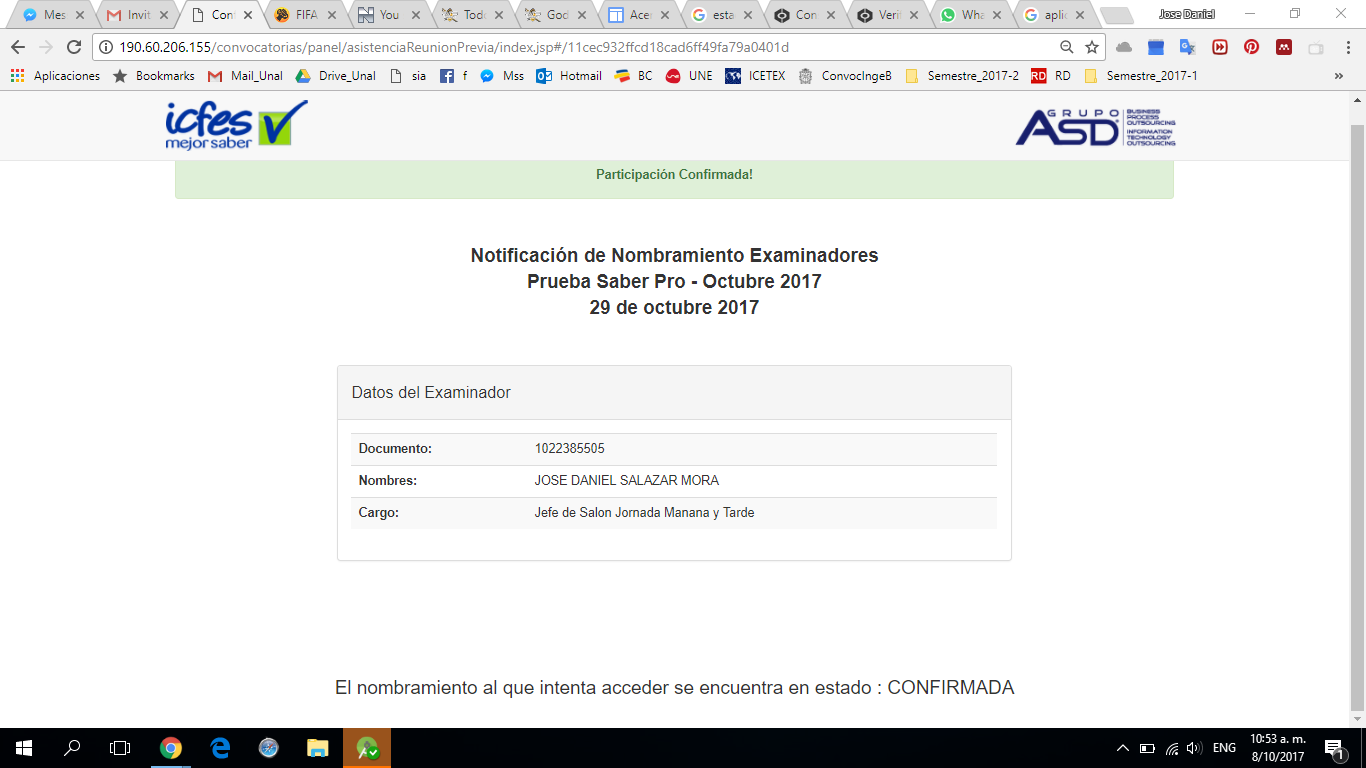 Mes
Invit
Conf
FIFA
You
Tod
God
Ace
esta
Con
Veri
Wha
aplic
Jose Daniel
190.60.206.155/convocatorias/panel/asistenciaReunionPrevia/index.jsp#/11cec932ffcd18cad6ff49fa79a0401d
Aplicaciones Bookmarks Mail_Unal Drive_Unal sia f Mss Hotmail BC UNE ICETEX ConvocIngeB Semestre_2017-2 RD RD Semestre_2017-1 »
icfes
mejor saber
GRUPO
ASD
BUSINESS
PROCESS
OUTSOURCING
INFORMATION
TECHNOLOGY
OUTSOURCING
Participación Confirmada!
Notificación de Nombramiento Examinadores
Prueba Saber Pro - Octubre 2017
29 de octubre 2017
Datos del Examinador
Documento: 1022385505
Nombres: JOSE DANIEL SALAZAR MORA
Cargo: Jefe de Salon Jornada Manana y Tarde
El nombramiento al que intenta acceder se encuentra en estado : CONFIRMADA
ENG
10:53 a. m.
8/10/2017
1